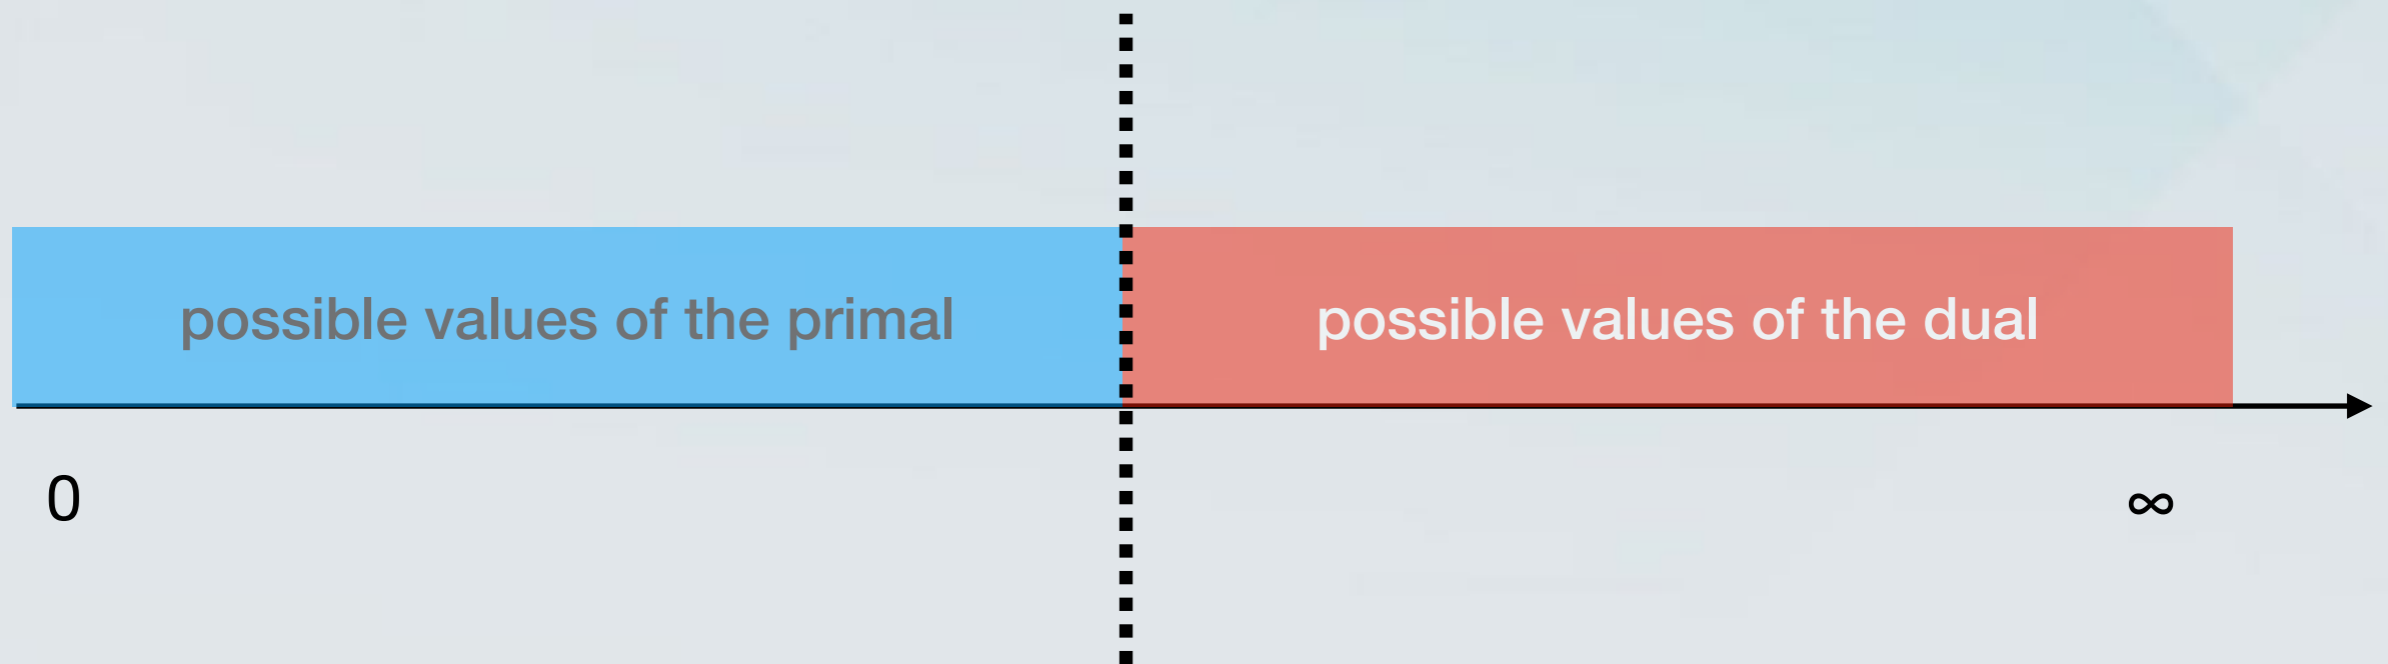 possible values of the primal
possible values of the dual
0
∞